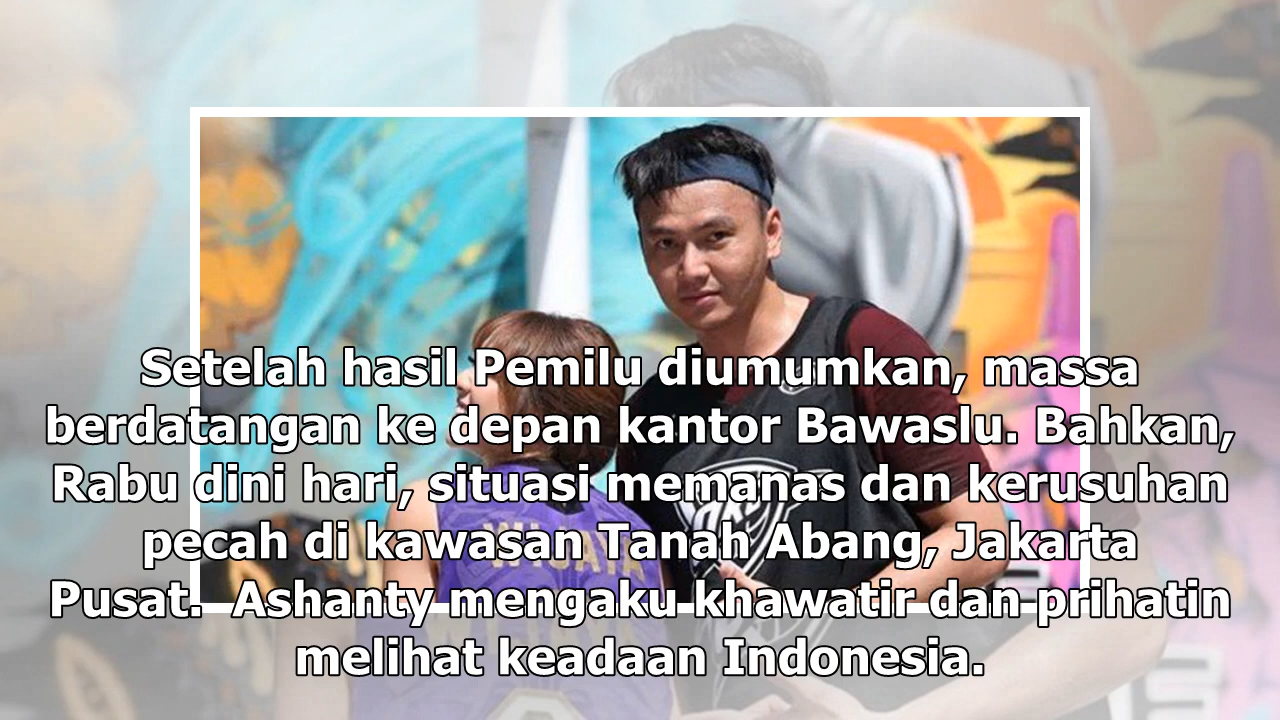 Setelah hasil Pemilu diumumkan, massa
berdatangan ke depan kantor Bawaslu. Bahkan,
Rabu dini hari, situasi memanas dan kerusuhan
pecah di kawasan Tanah Abang, Jakarta
Pusat.  Ashanty mengaku khawatir dan prihatin
melihat keadaan Indonesia.
WIJAYA